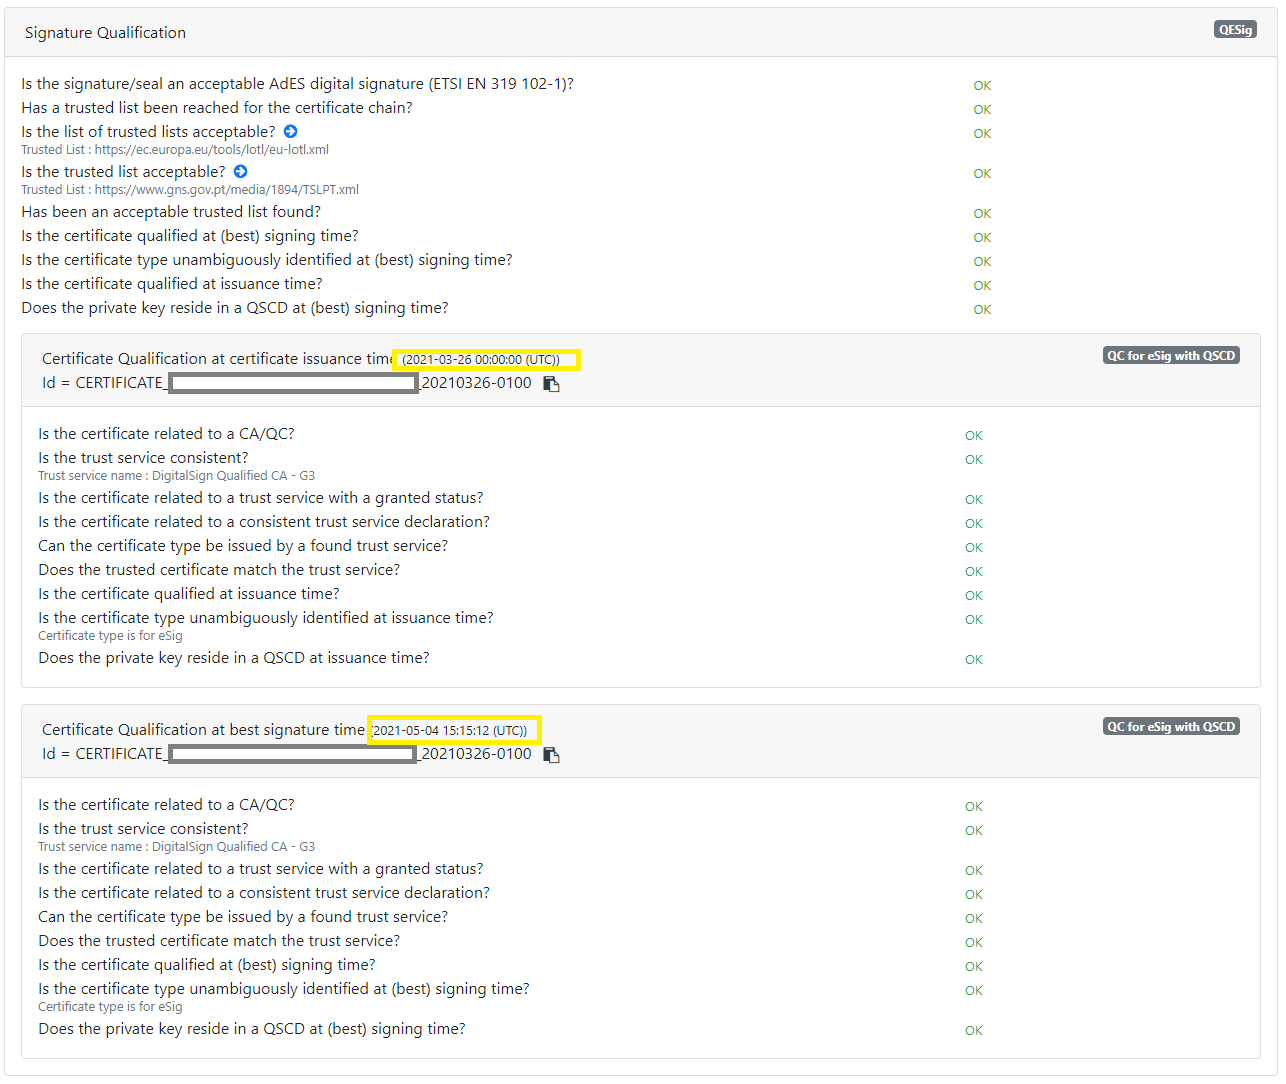 Signature Qualification QESig
Is the signature/seal an acceptable AdES digital signature (ETSI EN 319 102-1)? OK
Has a trusted list been reached for the certificate chain? OK
Is the list of trusted lists acceptable? OK
Trusted List : https://ec.europa.eu/tools/lotl/eu-lotl.xml
Is the trusted list acceptable? OK
Trusted List : https://www.gns.gov.pt/media/1894/TSLPT.xml
Has been an acceptable trusted list found? OK
Is the certificate qualified at (best) signing time? OK
Is the certificate type unambiguously identified at (best) signing time? OK
Is the certificate qualified at issuance time? OK
Does the private key reside in a QSCD at (best) signing time? OK
Certificate Qualification at certificate issuance time (2021-03-26 00:00:00 (UTC)) QC for eSig with QSCD
Id = CERTIFICATE_ _20210326-0100
Is the certificate related to a CA/QC? OK
Is the trust service consistent? OK
Trust service name : DigitalSign Qualified CA - G3
Is the certificate related to a trust service with a granted status? OK
Is the certificate related to a consistent trust service declaration? OK
Can the certificate type be issued by a found trust service? OK
Does the trusted certificate match the trust service? OK
Is the certificate qualified at issuance time? OK
Is the certificate type unambiguously identified at issuance time? OK
Certificate type is for eSig
Does the private key reside in a QSCD at issuance time? OK
Certificate Qualification at best signature time (2021-05-04 15:15:12 (UTC)) QC for eSig with QSCD
Id = CERTIFICATE_ _20210326-0100
Is the certificate related to a CA/QC? OK
Is the trust service consistent? OK
Trust service name : DigitalSign Qualified CA - G3
Is the certificate related to a trust service with a granted status? OK
Is the certificate related to a consistent trust service declaration? OK
Can the certificate type be issued by a found trust service? OK
Does the trusted certificate match the trust service? OK
Is the certificate qualified at (best) signing time? OK
Is the certificate type unambiguously identified at (best) signing time? OK
Certificate type is for eSig
Does the private key reside in a QSCD at (best) signing time? OK